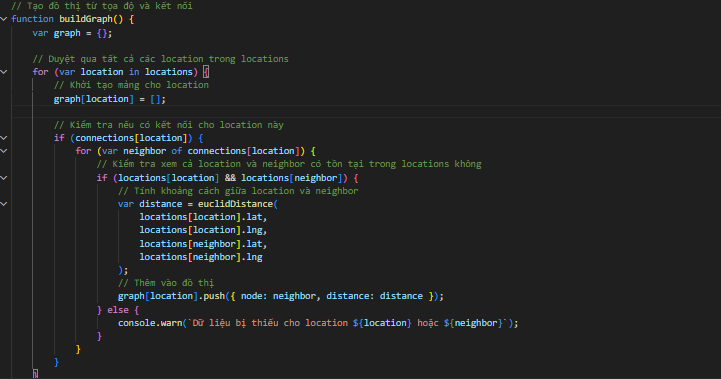 // Tạo đồ thị từ tọa độ và kết nối
function buildGraph() {
    var graph = {};

    // Duyệt qua tất cả các location trong locations
    for (var location in locations) {
        // Khởi tạo mảng cho location
        graph[location] = [];

        // Kiểm tra nếu có kết nối cho location này
        if (connections[location]) {
            for (var neighbor of connections[location]) {
                // Kiểm tra xem cả location và neighbor có tồn tại trong locations không
                if (locations[location] && locations[neighbor]) {
                    // Tính khoảng cách giữa location và neighbor
                    var distance = euclidDistance(
                        locations[location].lat,
                        locations[location].lng,
                        locations[neighbor].lat,
                        locations[neighbor].lng
                    );
                    // Thêm vào đồ thị
                    graph[location].push({ node: neighbor, distance: distance });
                } else {
                    console.warn(`Dữ liệu bị thiếu cho location ${location} hoặc ${neighbor}`);
                }
            }
        }
    }